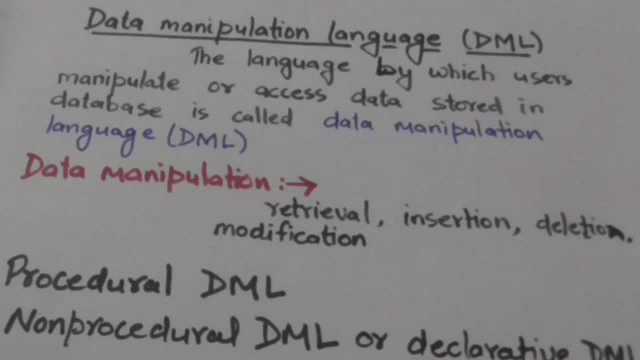 Data manipulation language (DML)
The language by which users
manipulate or access data stored in
database is called data manipulation
language (DML)
Data manipulation :→
retrieval, insertion, deletion,
modification
Procedural DML
Nonprocedural DML or declarative DML